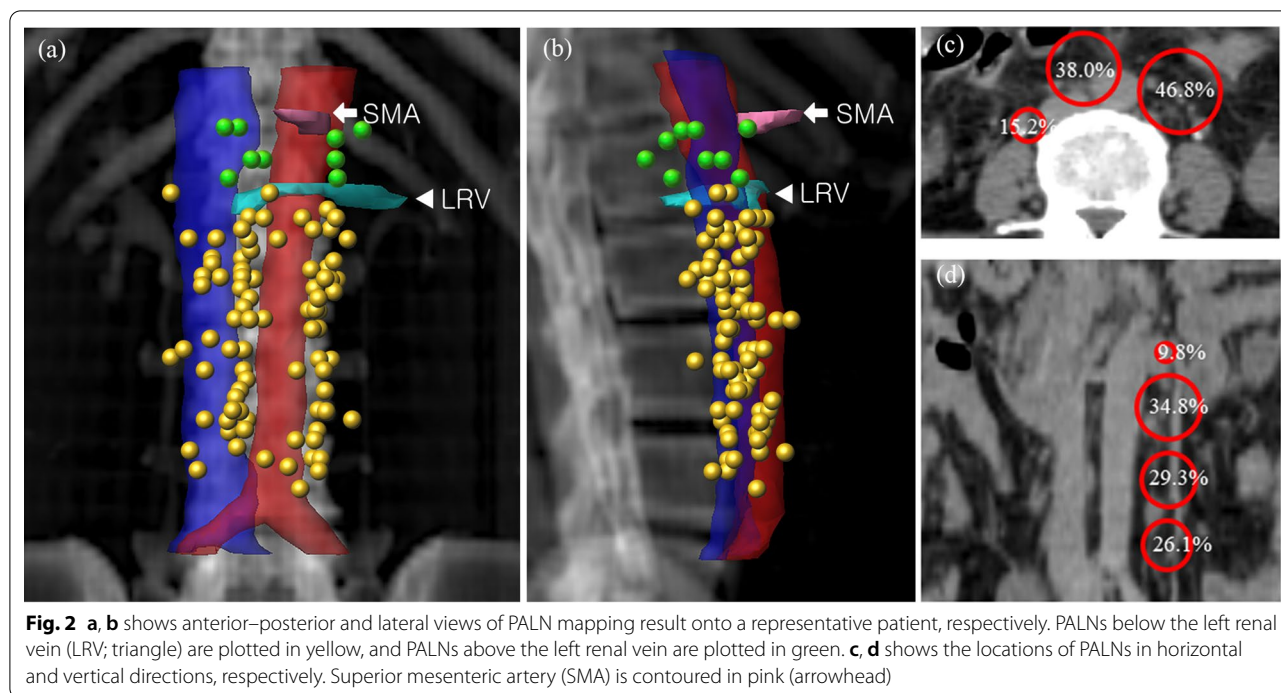 (a)
SMA
LRV
(b)
SMA
LRV
(c)
38.0%
46.8%
15.2%
(d)
9.8%
34.8%
29.3%
26.1%
Fig. 2 a, b shows anterior–posterior and lateral views of PALN mapping result onto a representative patient, respectively. PALNs below the left renal
vein (LRV; triangle) are plotted in yellow, and PALNs above the left renal vein are plotted in green. c, d shows the locations of PALNs in horizontal
and vertical directions, respectively. Superior mesenteric artery (SMA) is contoured in pink (arrowhead)